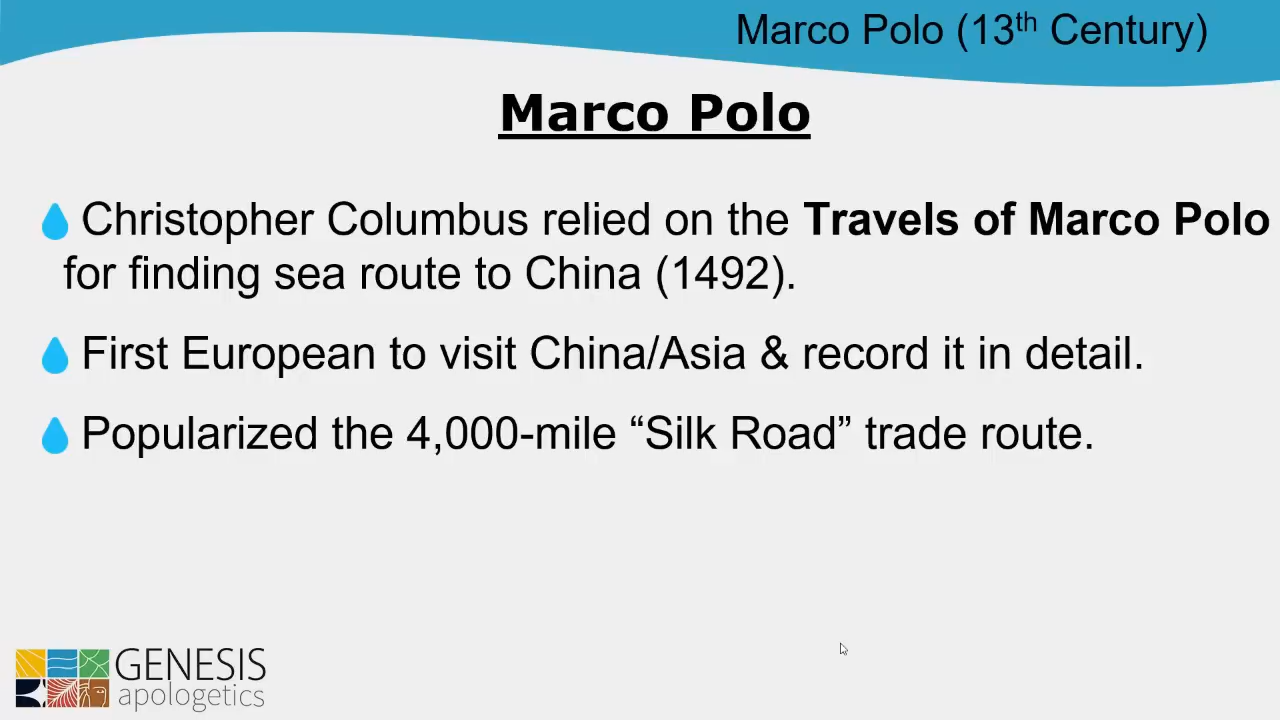 Marco Polo (13th Century)
Marco Polo
Christopher Columbus relied on the Travels of Marco Polo
for finding sea route to China (1492).
First European to visit China/Asia & record it in detail.
Popularized the 4,000-mile “Silk Road” trade route.
GENESIS
apologetics